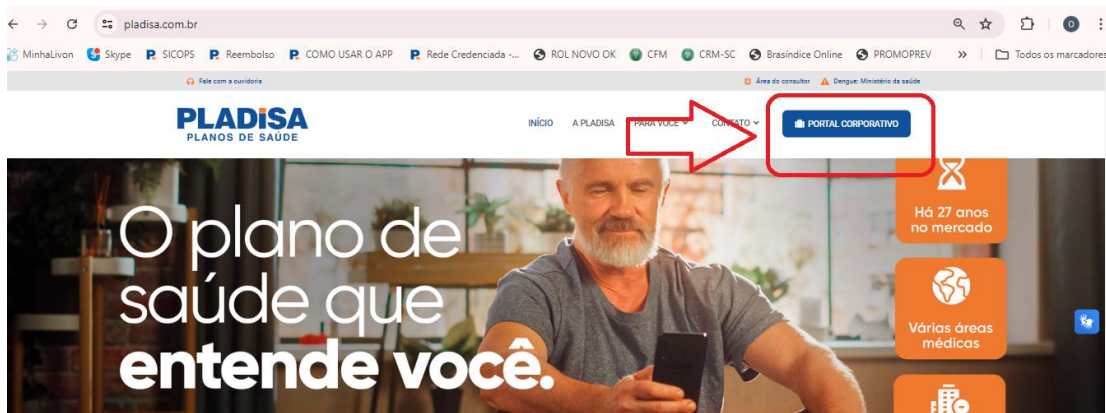 pladisa.com.br
MinhaLivon Skype SICOPS Reembolso COMO USAR O APP Rede Credenciada -... ROL NOVO OK CFM CRM-SC Brasíndice Online PROMOPREV » Todos os marcadores
Fale com a ouvidoria Área do consultor Dengue: Ministério da saúde
PLADISA
PLANOS DE SAÚDE
INÍCIO A PLADISA PARA VOCÊ CONTATO PORTAL CORPORATIVO
O plano de
saúde que
entende você.
Há 27 anos
no mercado
Várias áreas
médicas